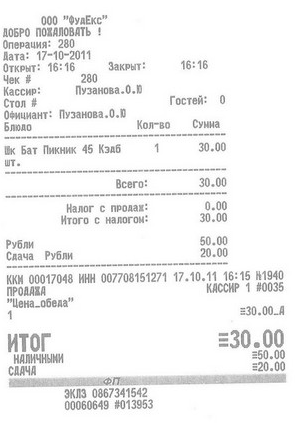 ООО "ФудЕкс"
ДОБРО ПОЖАЛОВАТЬ !
Операция: 280
Дата: 17-10-2011
Открыт: 16:16 Закрыт: 16:16
Чек # 280
Кассир: Пузанова.О.Ю
Стол # Гостей: 0
Официант: Пузанова.О.Ю
Блюдо Кол-во Сумма
Шк Бат Пикник 45 Кэдб 1 30.00
шт.
Всего: 30.00
Налог с продаж: 0.00
Итого с налогом: 30.00
Рубли 50.00
Сдача Рубли 20.00
ККИ 00017048 ИНН 007708151271 17.10.11 16:15 №1940
ПРОДАЖА КАССИР 1 #0035
"Цена_обеда"
1 ≡30.00_А
ИТОГ ≡30.00
НАЛИЧНЫМИ ≡50.00
СДАЧА ≡20.00
ФП
ЭКЛЗ 0867341542
00060649 #013953